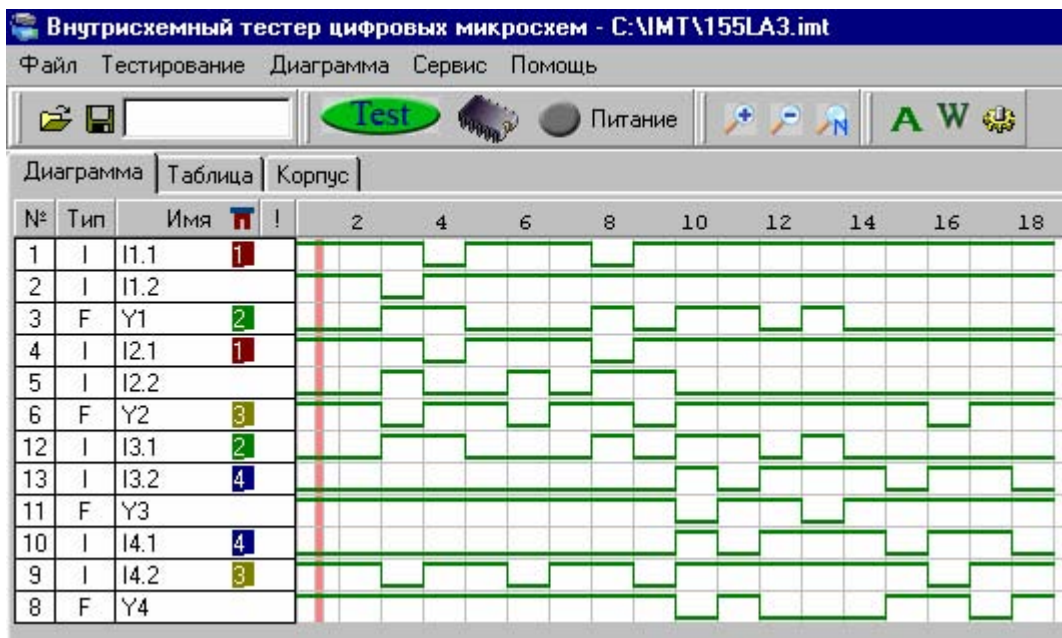 Внутрисхемный тестер цифровых микросхем - C:\IMT\155LA3.imt
Файл Тестирование Диаграмма Сервис Помощь
Test Питание N A W
Диаграмма Таблица Корпус
№ Тип Имя ! 2 4 6 8 10 12 14 16 18
1 I I1.1 1
2 I I1.2
3 F Y1 2
4 I I2.1 1
5 I I2.2
6 F Y2 3
12 I I3.1 2
13 I I3.2 4
11 F Y3
10 I I4.1 4
9 I I4.2 3
8 F Y4